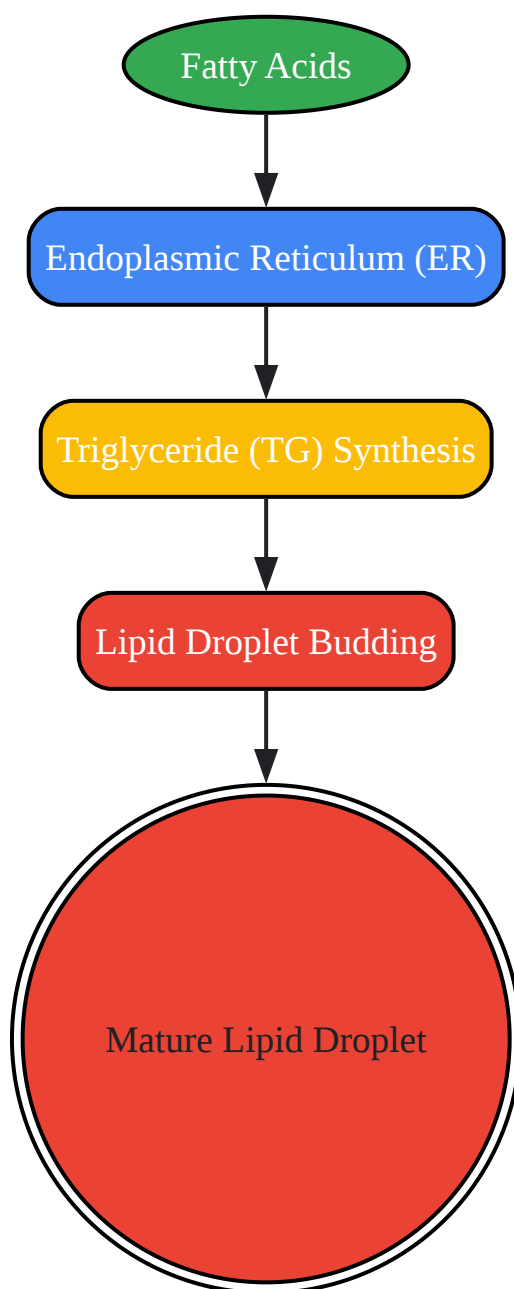 Fatty Acids
Endoplasmic Reticulum (ER)
Triglyceride (TG) Synthesis
Lipid Droplet Budding
Mature Lipid Droplet